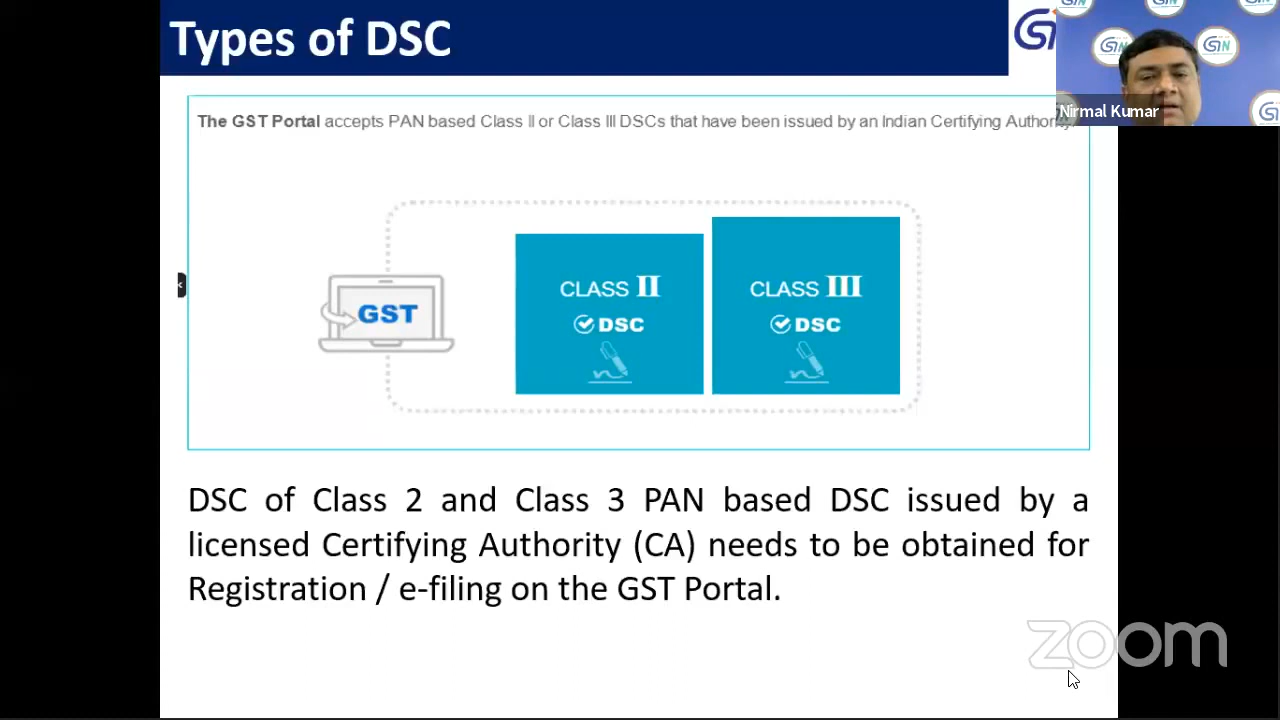 Types of DSC
Nirmal Kumar
The GST Portal accepts PAN based Class II or Class III DSCs that have been issued by an Indian Certifying Authority.
CLASS II
DSC
CLASS III
DSC
GST
DSC of Class 2 and Class 3 PAN based DSC issued by a
licensed Certifying Authority (CA) needs to be obtained for
Registration / e-filing on the GST Portal.
zoom